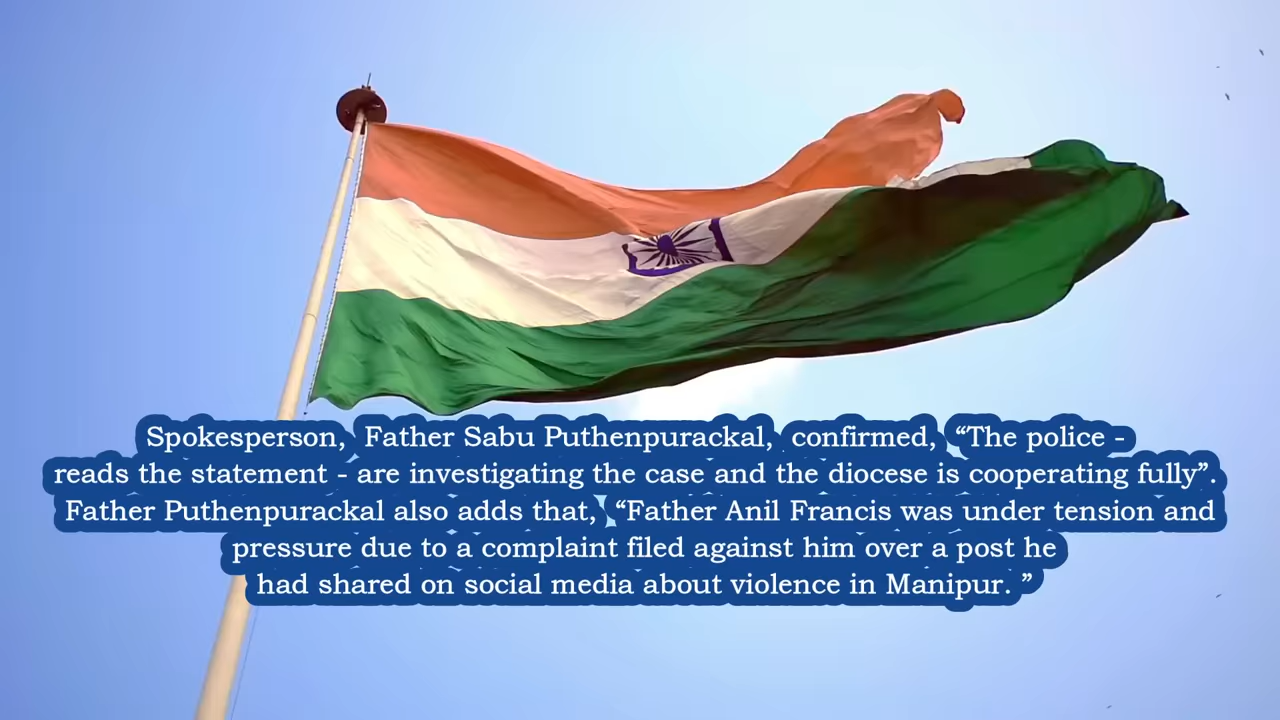 Spokesperson, Father Sabu Puthenpurackal, confirmed, “The police -
reads the statement - are investigating the case and the diocese is cooperating fully”.
Father Puthenpurackal also adds that, “Father Anil Francis was under tension and
pressure due to a complaint filed against him over a post he
had shared on social media about violence in Manipur. ”